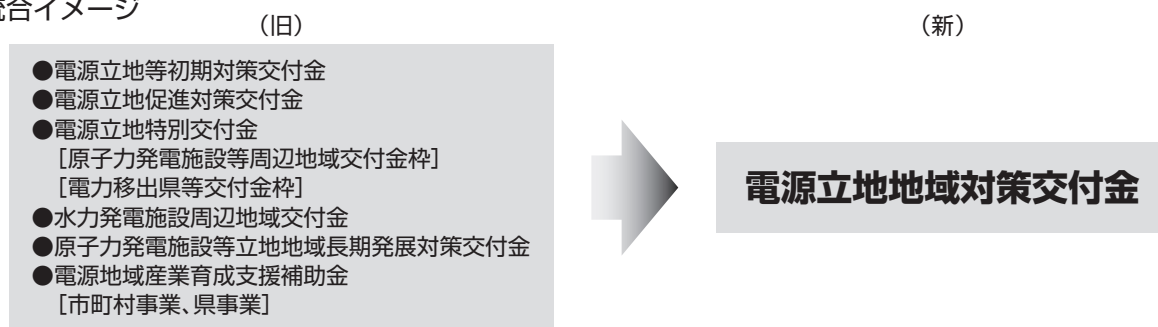 統合イメージ
（旧）
●電源立地等初期対策交付金
●電源立地促進対策交付金
●電源立地特別交付金
［原子力発電施設等周辺地域交付金枠］
［電力移出県等交付金枠］
●水力発電施設周辺地域交付金
●原子力発電施設等立地地域長期発展対策交付金
●電源地域産業育成支援補助金
［市町村事業、県事業］
（新）
電源立地地域対策交付金